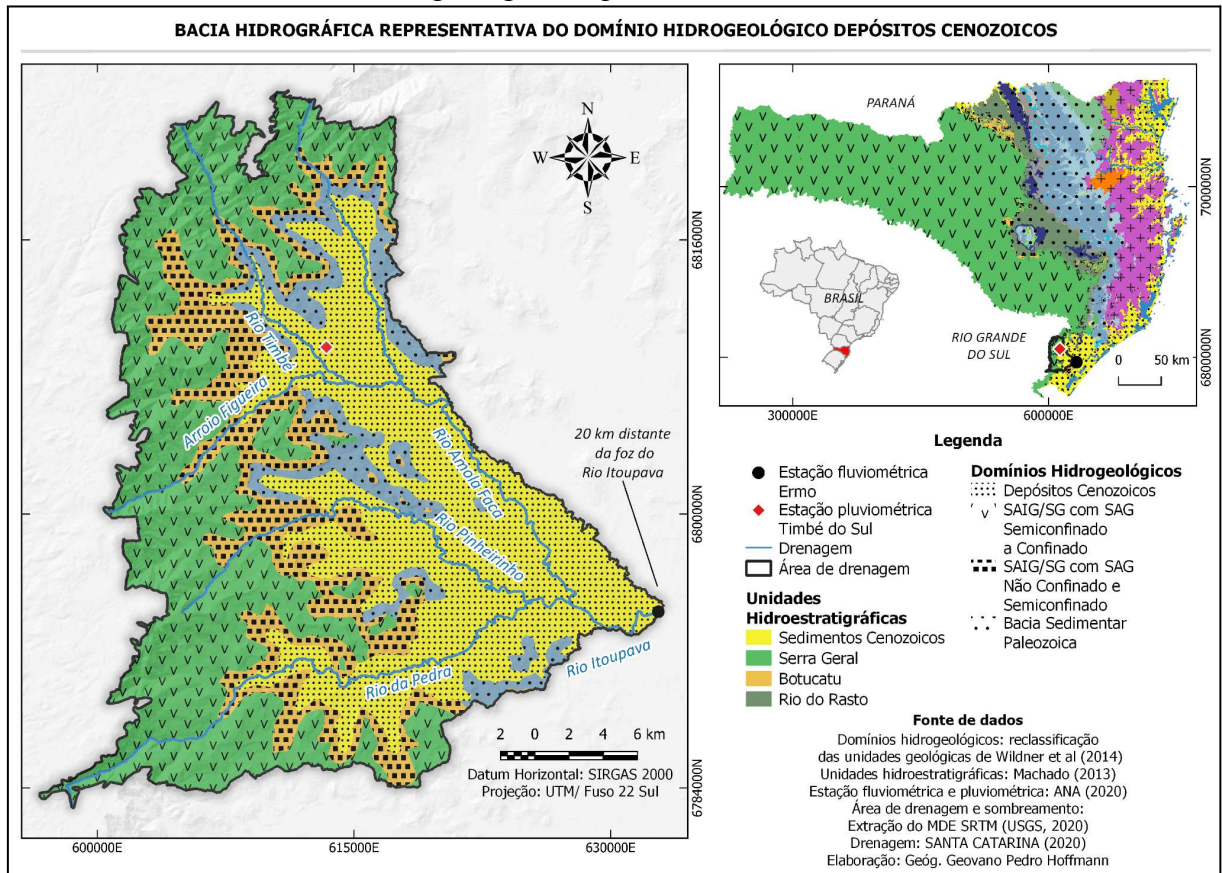 BACIA HIDROGRÁFICA REPRESENTATIVA DO DOMÍNIO HIDROGEOLÓGICO DEPÓSITOS CENOZOICOS
N
W
E
S
6816000N
6800000N
6784000N
600000E
615000E
630000E
Rio Timbé
Arroio Figueira
Rio Amola Faca
Rio Pinheirinho
Rio Itoupava
Rio da Pedra
20 km distante
da foz do
Rio Itoupava
2 0 2 4 6 km
Datum Horizontal: SIRGAS 2000
Projeção: UTM/ Fuso 22 Sul
PARANÁ
BRASIL
RIO GRANDE
DO SUL
0 50 km
7000000N
6800000N
300000E
600000E
Legenda
Estação fluviométrica
Ermo
Estação pluviométrica
Timbé do Sul
Drenagem
Área de drenagem
Unidades
Hidroestratigráficas
Sedimentos Cenozoicos
Serra Geral
Botucatu
Rio do Rasto
Domínios Hidrogeológicos
Depósitos Cenozoicos
SAIG/SG com SAG
Semiconfinado
a Confinado
SAIG/SG com SAG
Não Confinado e
Semiconfinado
Bacia Sedimentar
Paleozoica
Fonte de dados
Domínios hidrogeológicos: reclassificação
das unidades geológicas de Wildner et al (2014)
Unidades hidroestratigráficas: Machado (2013)
Estação fluviométrica e pluviométrica: ANA (2020)
Área de drenagem e sombreamento:
Extração do MDE SRTM (USGS, 2020)
Drenagem: SANTA CATARINA (2020)
Elaboração: Geóg. Geovano Pedro Hoffmann